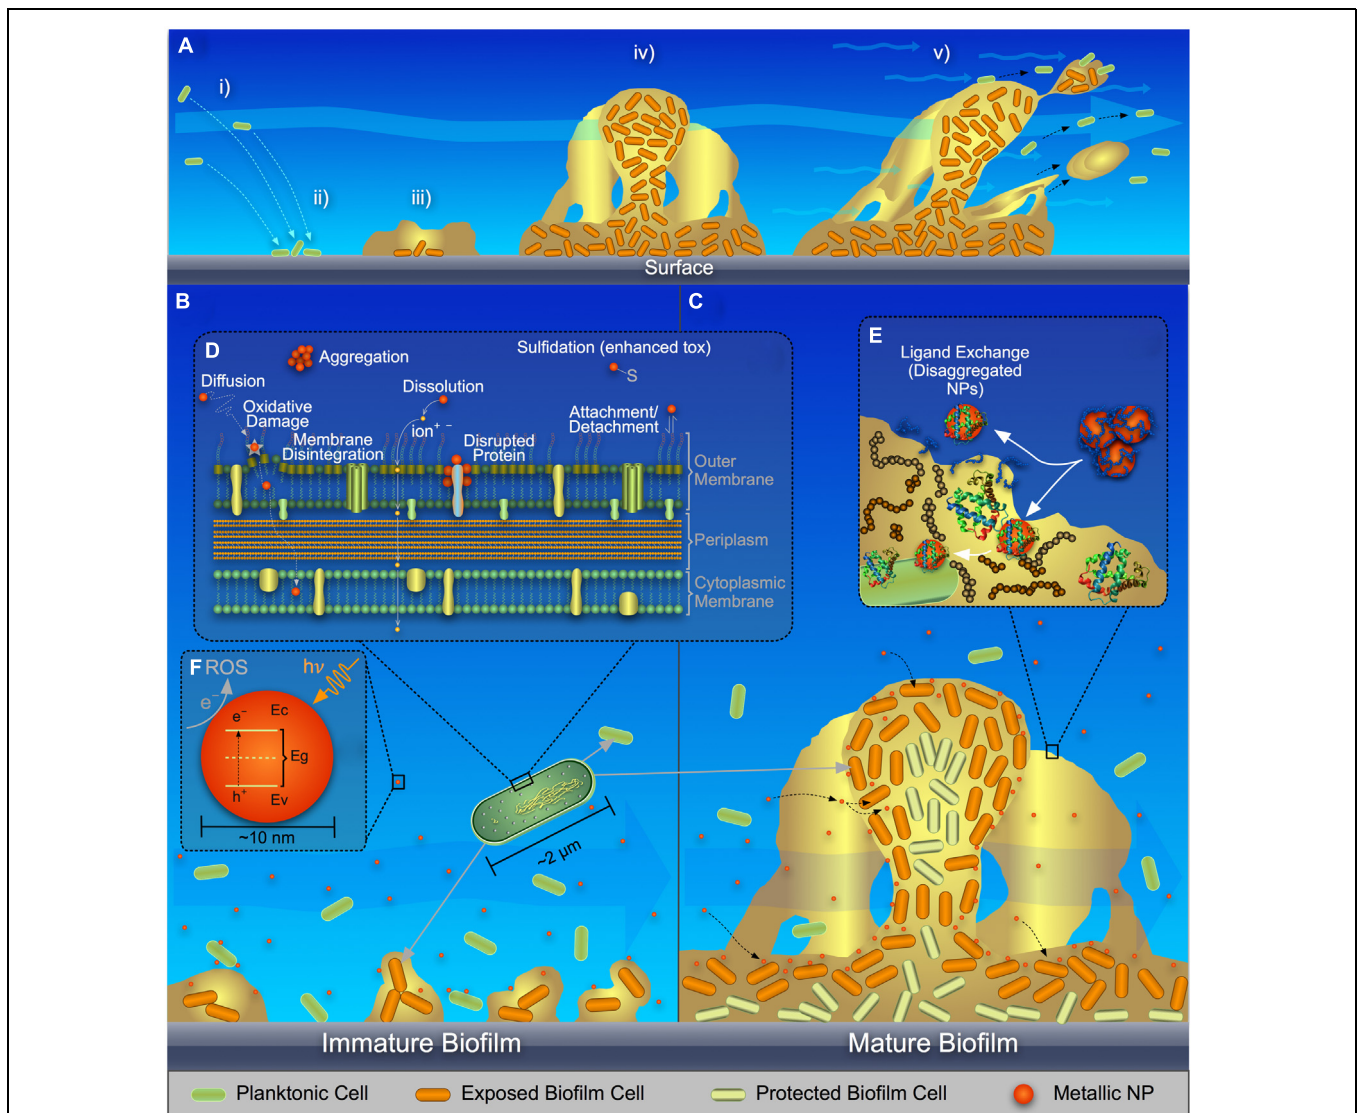 A
i)
ii)
iii)
iv)
v)
Surface
B
C
D
Aggregation
Sulfidation (enhanced tox)
S
Diffusion
Dissolution
Oxidative
Damage
ion+ −
Attachment/
Detachment
Membrane
Disintegration
Disrupted
Protein
Outer
Membrane
Periplasm
Cytoplasmic
Membrane
E
Ligand Exchange
(Disaggregated
NPs)
F
ROS
hν
e−
e−
Ec
Eg
h+
Ev
~10 nm
~2 μm
Immature Biofilm
Mature Biofilm
Planktonic Cell
Exposed Biofilm Cell
Protected Biofilm Cell
Metallic NP